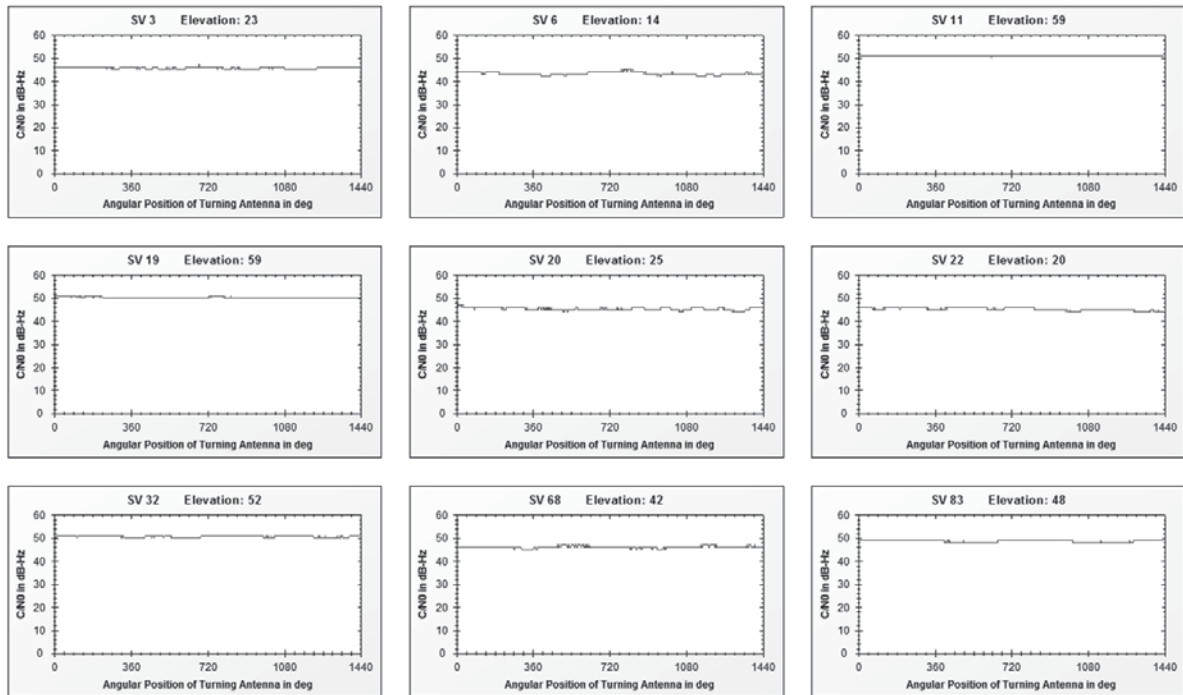 SV 3 Elevation: 23
C/N0 in dB-Hz
60
50
40
30
20
10
0
0 360 720 1080 1440
Angular Position of Turning Antenna in deg
SV 6 Elevation: 14
C/N0 in dB-Hz
60
50
40
30
20
10
0
0 360 720 1080 1440
Angular Position of Turning Antenna in deg
SV 11 Elevation: 59
C/N0 in dB-Hz
60
50
40
30
20
10
0
0 360 720 1080 1440
Angular Position of Turning Antenna in deg
SV 19 Elevation: 59
C/N0 in dB-Hz
60
50
40
30
20
10
0
0 360 720 1080 1440
Angular Position of Turning Antenna in deg
SV 20 Elevation: 25
C/N0 in dB-Hz
60
50
40
30
20
10
0
0 360 720 1080 1440
Angular Position of Turning Antenna in deg
SV 22 Elevation: 20
C/N0 in dB-Hz
60
50
40
30
20
10
0
0 360 720 1080 1440
Angular Position of Turning Antenna in deg
SV 32 Elevation: 52
C/N0 in dB-Hz
60
50
40
30
20
10
0
0 360 720 1080 1440
Angular Position of Turning Antenna in deg
SV 68 Elevation: 42
C/N0 in dB-Hz
60
50
40
30
20
10
0
0 360 720 1080 1440
Angular Position of Turning Antenna in deg
SV 83 Elevation: 48
C/N0 in dB-Hz
60
50
40
30
20
10
0
0 360 720 1080 1440
Angular Position of Turning Antenna in deg